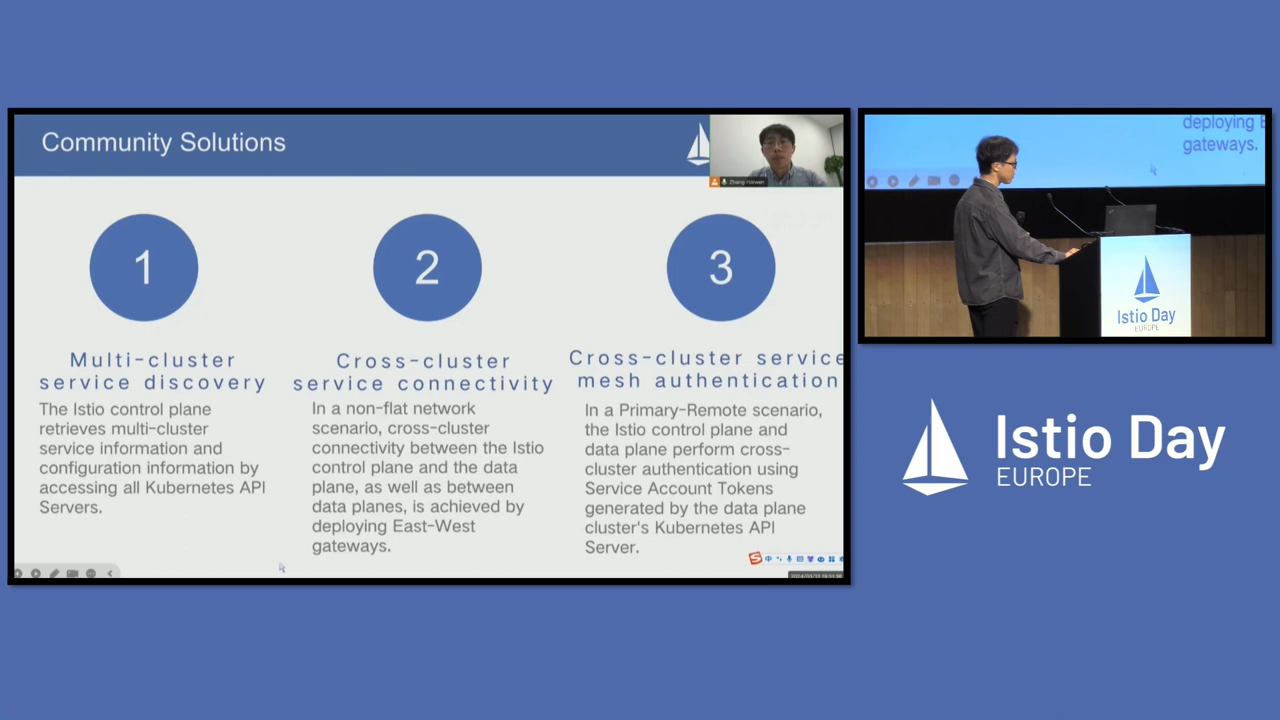 Community Solutions
1
2
3
Multi-cluster
service discovery
The Istio control plane
retrieves multi-cluster
service information and
configuration information by
accessing all Kubernetes API
Servers.
Cross-cluster
service connectivity
In a non-flat network
scenario, cross-cluster
connectivity between the Istio
control plane and the data
plane, as well as between
data planes, is achieved by
deploying East-West
gateways.
Cross-cluster service
mesh authentication
In a Primary-Remote scenario,
the Istio control plane and
data plane perform cross-
cluster authentication using
Service Account Tokens
generated by the data plane
cluster's Kubernetes API
Server.
中
deploying E
gateways.
Istio Day
EUROPE
Istio Day
EUROPE